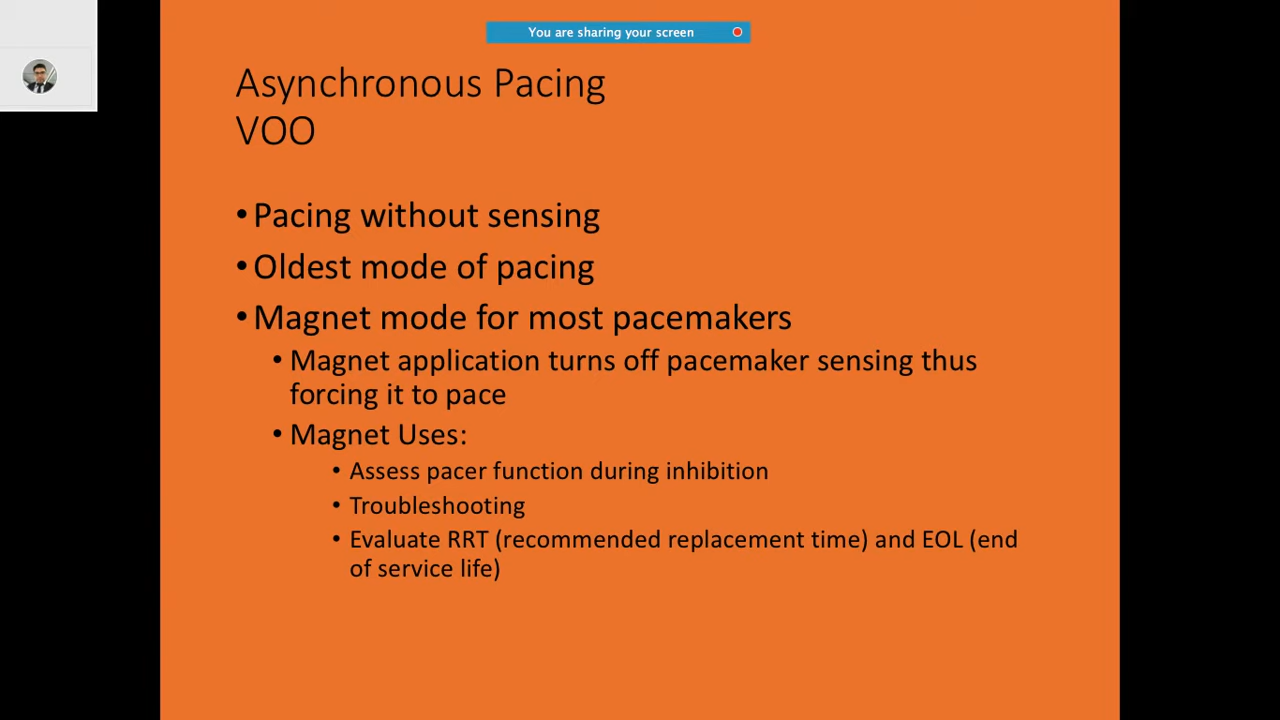 You are sharing your screen
Asynchronous Pacing
VOO
• Pacing without sensing
• Oldest mode of pacing
• Magnet mode for most pacemakers
• Magnet application turns off pacemaker sensing thus
forcing it to pace
• Magnet Uses:
• Assess pacer function during inhibition
• Troubleshooting
• Evaluate RRT (recommended replacement time) and EOL (end
of service life)